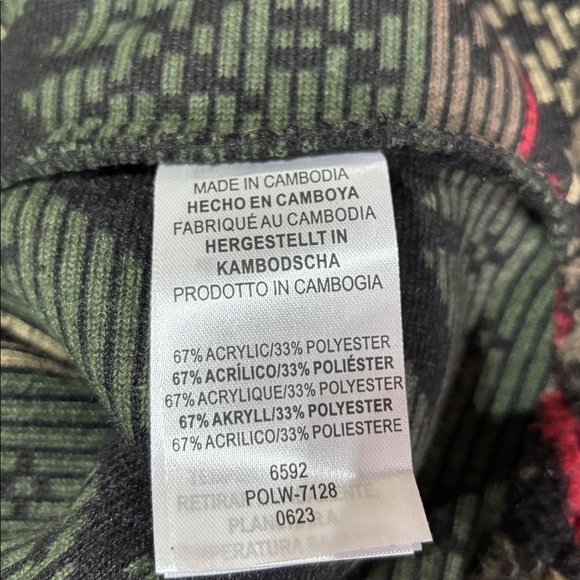 MADE IN CAMBODIA
HECHO EN CAMBOYA
FABRIQUÉ AU CAMBODIA
HERGESTELLT IN
KAMBODSCHA
PRODOTTO IN CAMBOGIA
67% ACRYLIC/33% POLYESTER
67% ACRÍLICO/33% POLIÉSTER
67% ACRYLIQUE/33% POLYESTER
67% AKRYLL/33% POLYESTER
67% ACRILICO/33% POLIESTERE
6592
POLW-7128
0623